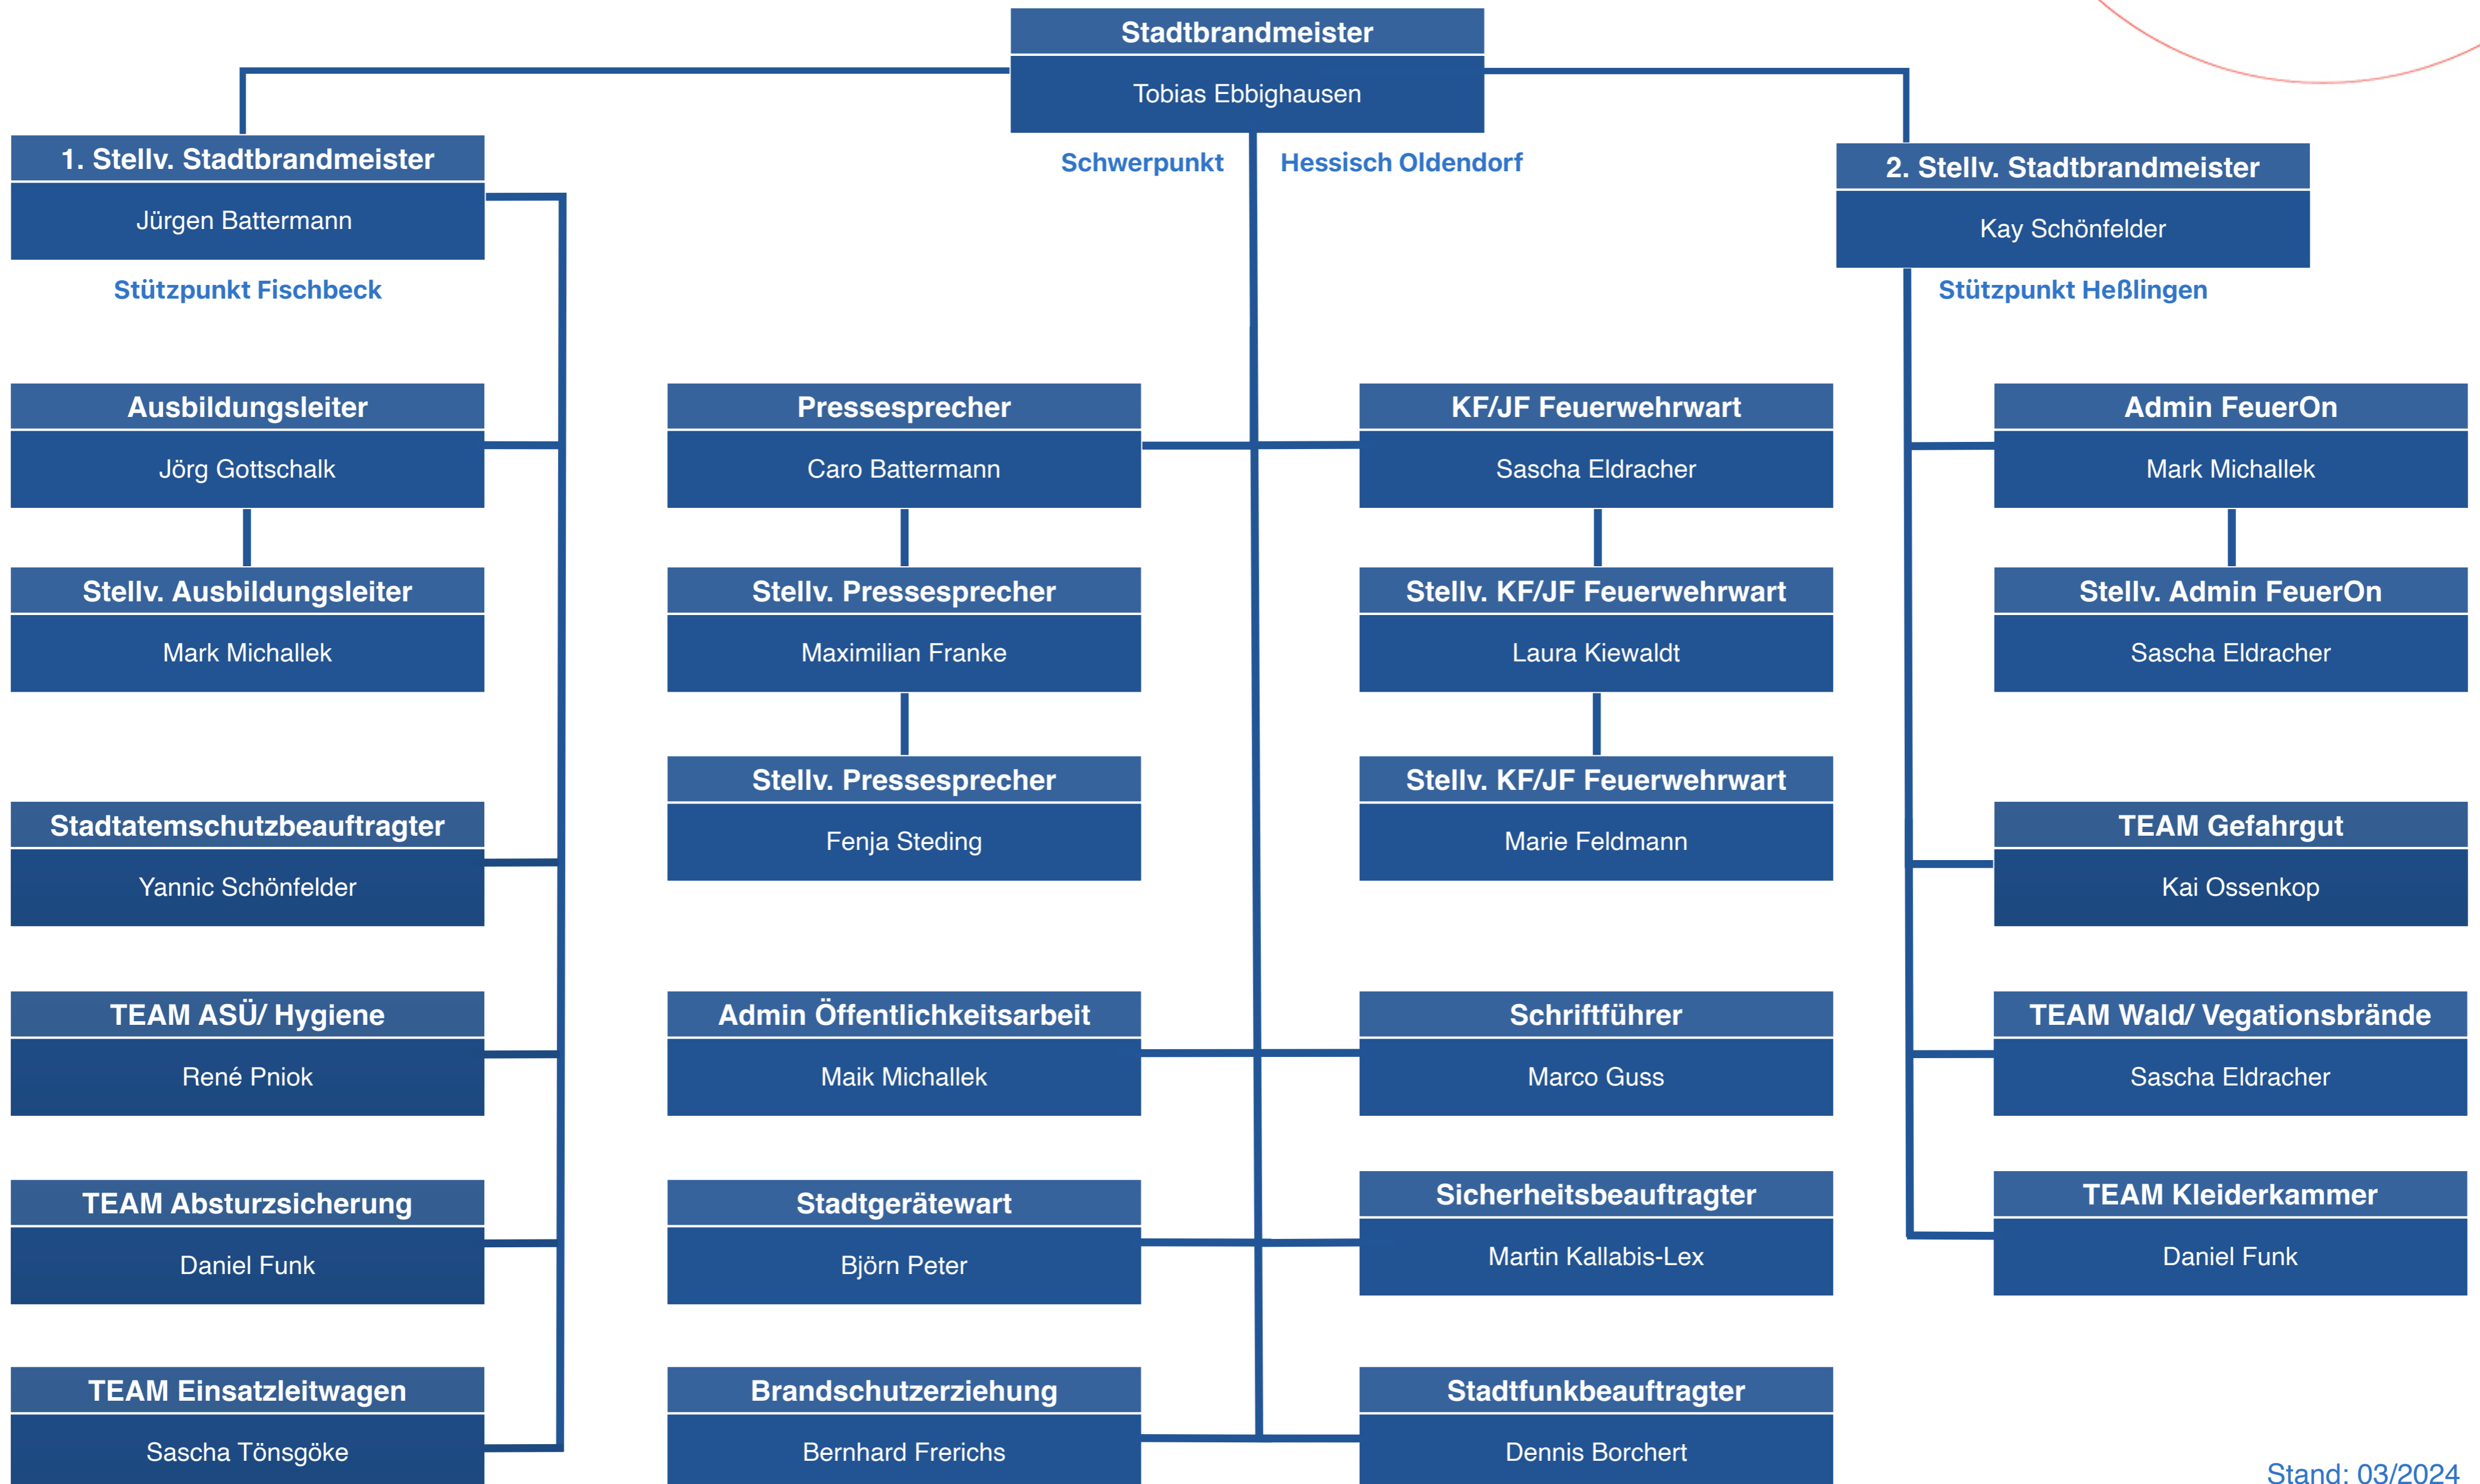 Stadtbrandmeister
Tobias Ebbighausen
1. Stellv. Stadtbrandmeister
Jürgen Battermann
Stützpunkt Fischbeck
Schwerpunkt Hessisch Oldendorf
2. Stellv. Stadtbrandmeister
Kay Schönfelder
Stützpunkt Heßlingen
Ausbildungsleiter
Jörg Gottschalk
Stellv. Ausbildungsleiter
Mark Michallek
Stadtatemschutzbeauftragter
Yannic Schönfelder
TEAM ASÜ/ Hygiene
René Pniok
TEAM Absturzsicherung
Daniel Funk
TEAM Einsatzleitwagen
Sascha Tönsgöke
Pressesprecher
Caro Battermann
Stellv. Pressesprecher
Maximilian Franke
Stellv. Pressesprecher
Fenja Steding
Admin Öffentlichkeitsarbeit
Maik Michallek
Stadtgerätewart
Björn Peter
Brandschutzerziehung
Bernhard Frerichs
KF/JF Feuerwehrwart
Sascha Eldracher
Stellv. KF/JF Feuerwehrwart
Laura Kiewaldt
Stellv. KF/JF Feuerwehrwart
Marie Feldmann
Schriftführer
Marco Guss
Sicherheitsbeauftragter
Martin Kallabis-Lex
Stadtfunkbeauftragter
Dennis Borchert
Admin FeuerOn
Mark Michallek
Stellv. Admin FeuerOn
Sascha Eldracher
TEAM Gefahrgut
Kai Ossenkop
TEAM Wald/ Vegationsbrände
Sascha Eldracher
TEAM Kleiderkammer
Daniel Funk
Stand: 03/2024